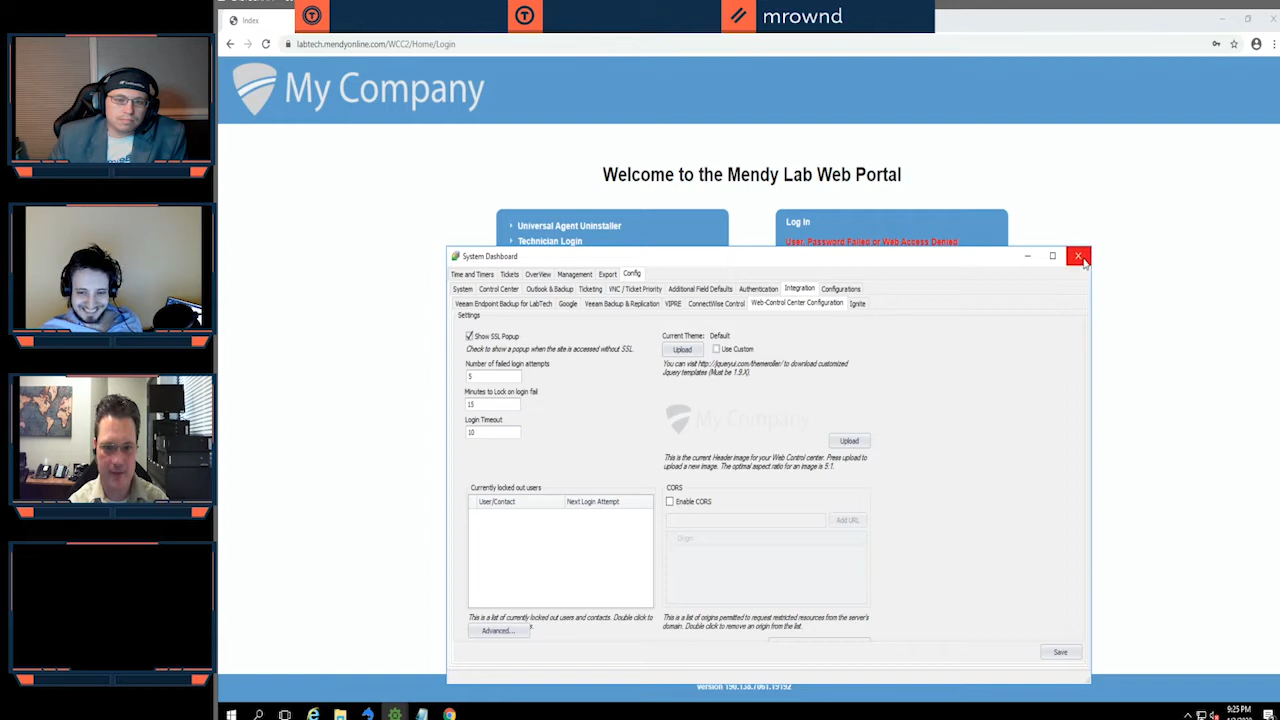 Index
mrownd
labtech.mendyonline.com/WCC2/Home/Login
My Company
Welcome to the Mendy Lab Web Portal
Universal Agent Uninstaller
Technician Login
Log In
User, Password Failed or Web Access Denied
System Dashboard
Time and Timers Tickets OverView Management Export Config
System Control Center Outlook & Backup Ticketing VNC / Ticket Priority Additional Field Defaults Authentication Integration Configurations
Veeam Endpoint Backup for LabTech Google Veeam Backup & Replication VIPRE ConnectWise Control Web-Control Center Configuration Ignite
Settings
Show SSL Popup
Check to show a popup when the site is accessed without SSL.
Number of failed login attempts
5
Minutes to Lock on login fail
15
Login Timeout
10
Current Theme: Default
Upload Use Custom
You can visit http://jqueryui.com/themeroller/ to download customized
Jquery templates (Must be 1.9.X).
My Company
Upload
This is the current Header image for your Web Control center. Press upload to
upload a new image. The optimal aspect ratio for an image is 5:1.
Currently locked out users
User/Contact Next Login Attempt
This is a list of currently locked out users and contacts. Double click to
Advanced...
CORS
Enable CORS
Add URL
Origin
This is a list of origins permitted to request restricted resources from the server's
domain. Double click to remove an origin from the list.
Save
Version 190.138.7061.19192
9:25 PM